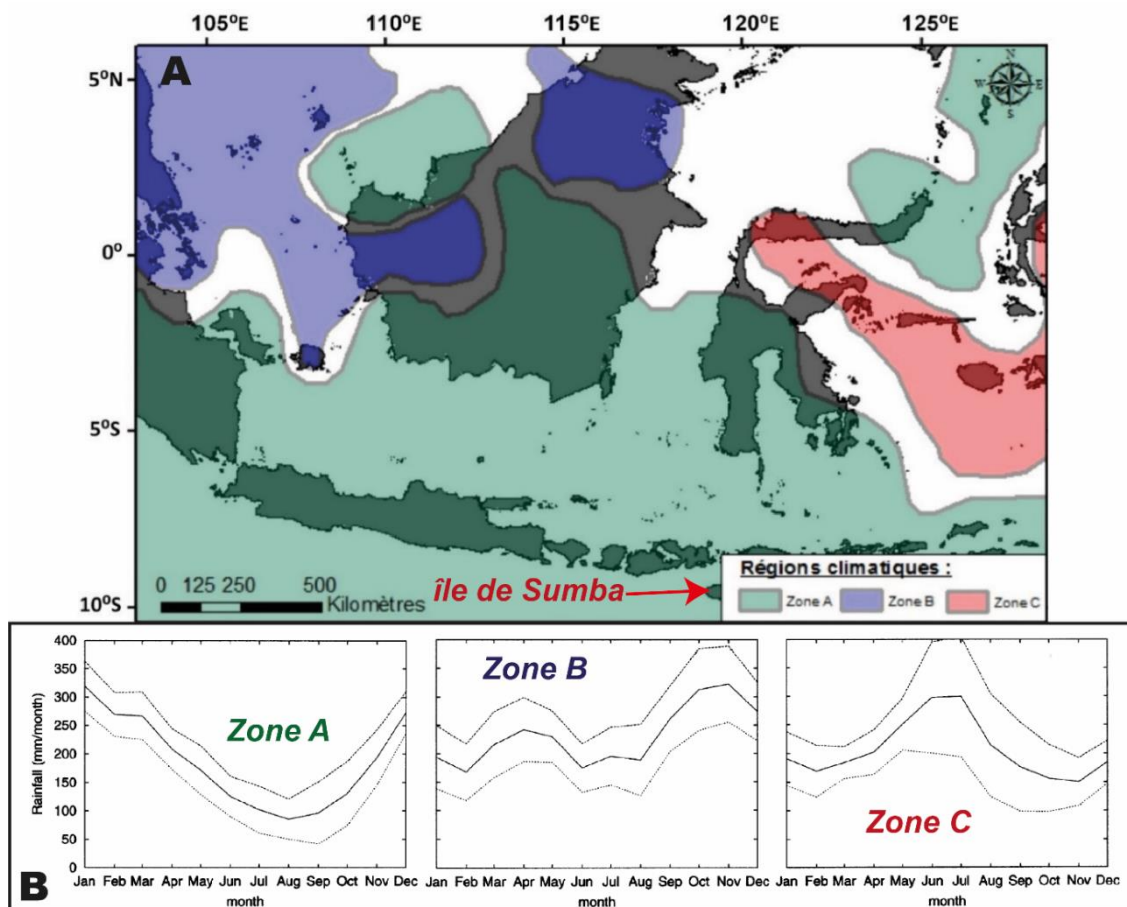 105°E 110°E 115°E 120°E 125°E
A
N
W E
S
5°N
0°
5°S
10°S
0 125 250 500
Kilomètres
île de Sumba
Régions climatiques :
Zone A Zone B Zone C
B
Rainfall (mm/month)
400
350
300
250
200
150
100
50
0
Zone A
Zone B
Zone C
Jan Feb Mar Apr May Jun Jul Aug Sep Oct Nov Dec
month
Jan Feb Mar Apr May Jun Jul Aug Sep Oct Nov Dec
month
Jan Feb Mar Apr May Jun Jul Aug Sep Oct Nov Dec
month